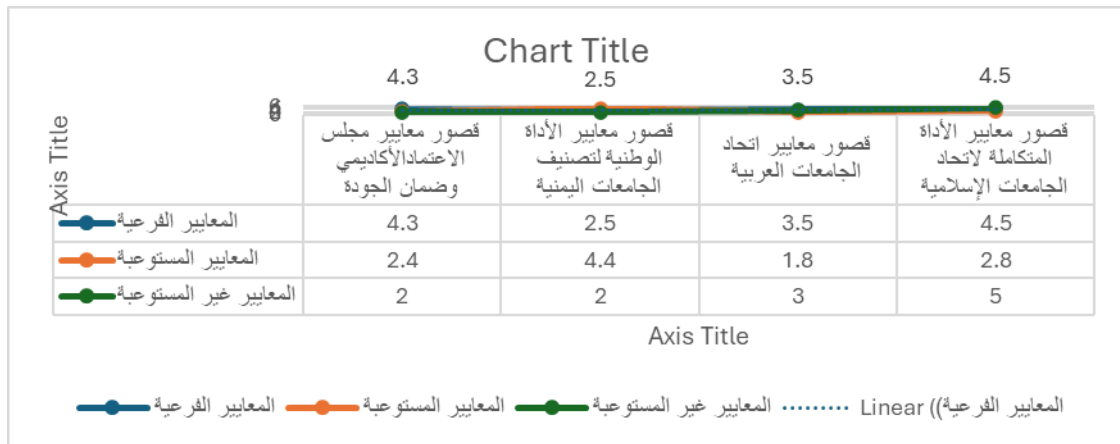 Chart Title
4.3 2.5 3.5 4.5
Axis Title
قصور معايير مجلس
الاعتمادالأكاديمي
وضمان الجودة
قصور معايير الأداة
الوطنية لتصنيف
الجامعات اليمنية
قصور معايير اتحاد
الجامعات العربية
قصور معايير الأداة
المتكاملة لاتحاد
الجامعات الإسلامية
المعايير الفرعية 4.3 2.5 3.5 4.5
المعايير المستوعبة 2.4 4.4 1.8 2.8
المعايير غير المستوعبة 2 2 3 5
Axis Title
المعايير الفرعية المعايير المستوعبة المعايير غير المستوعبة Linear ((المعايير الفرعية